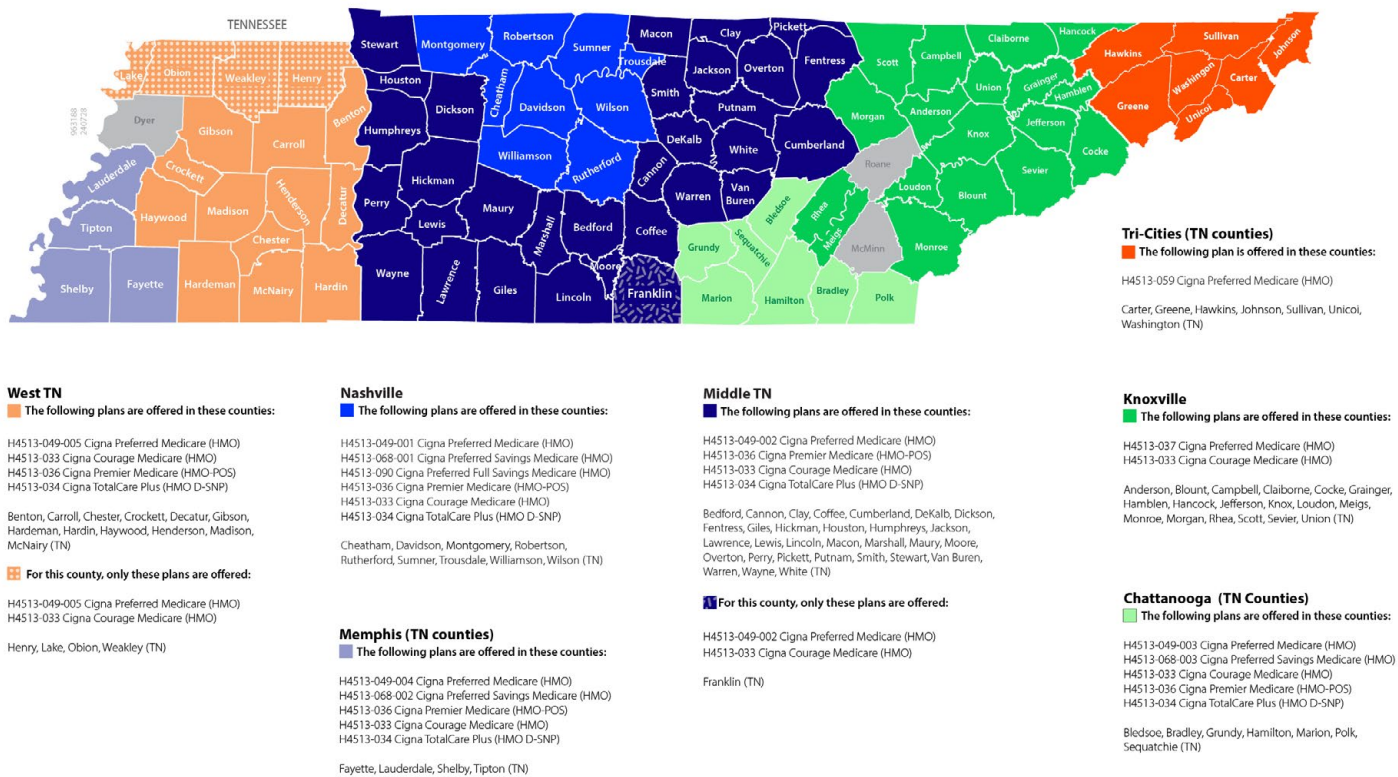 TENNESSEE
Lake
Obion
Weakley
Henry
Stewart
Montgomery
Robertson
Sumner
Trousdale
Macon
Clay
Pickett
Fentress
Scott
Campbell
Claiborne
Hancock
Hawkins
Sullivan
Johnson
Dyer
963168
240728
Gibson
Carroll
Benton
Houston
Humphreys
Dickson
Cheatham
Davidson
Wilson
Smith
Jackson
Overton
Putnam
Morgan
Anderson
Union
Grainger
Hamblen
Greene
Washingon
Carter
Unicoi
Lauderdale
Crockett
Haywood
Madison
Henderson
Decatur
Perry
Hickman
Williamson
Rutherford
Cannon
DeKalb
White
Cumberland
Roane
Knox
Jefferson
Cocke
Sevier
Tipton
Chester
Lewis
Maury
Marshall
Bedford
Coffee
Warren
Van
Buren
Bledsoe
Rhea
Meigs
Loudon
Blount
McMinn
Monroe
Shelby
Fayette
Hardeman
McNairy
Hardin
Wayne
Lawrence
Giles
Lincoln
Moore
Franklin
Grundy
Sequatchie
Marion
Hamilton
Bradley
Polk
Tri-Cities (TN counties)
The following plan is offered in these counties:
H4513-059 Cigna Preferred Medicare (HMO)
Carter, Greene, Hawkins, Johnson, Sullivan, Unicoi,
Washington (TN)
West TN
The following plans are offered in these counties:
H4513-049-005 Cigna Preferred Medicare (HMO)
H4513-033 Cigna Courage Medicare (HMO)
H4513-036 Cigna Premier Medicare (HMO-POS)
H4513-034 Cigna TotalCare Plus (HMO D-SNP)
Benton, Carroll, Chester, Crockett, Decatur, Gibson,
Hardeman, Hardin, Haywood, Henderson, Madison,
McNairy (TN)
For this county, only these plans are offered:
H4513-049-005 Cigna Preferred Medicare (HMO)
H4513-033 Cigna Courage Medicare (HMO)
Henry, Lake, Obion, Weakley (TN)
Nashville
The following plans are offered in these counties:
H4513-049-001 Cigna Preferred Medicare (HMO)
H4513-068-001 Cigna Preferred Savings Medicare (HMO)
H4513-090 Cigna Preferred Full Savings Medicare (HMO)
H4513-036 Cigna Premier Medicare (HMO-POS)
H4513-033 Cigna Courage Medicare (HMO)
H4513-034 Cigna TotalCare Plus (HMO D-SNP)
Cheatham, Davidson, Montgomery, Robertson,
Rutherford, Sumner, Trousdale, Williamson, Wilson (TN)
Memphis (TN counties)
The following plans are offered in these counties:
H4513-049-004 Cigna Preferred Medicare (HMO)
H4513-068-002 Cigna Preferred Savings Medicare (HMO)
H4513-036 Cigna Premier Medicare (HMO-POS)
H4513-033 Cigna Courage Medicare (HMO)
H4513-034 Cigna TotalCare Plus (HMO D-SNP)
Fayette, Lauderdale, Shelby, Tipton (TN)
Middle TN
The following plans are offered in these counties:
H4513-049-002 Cigna Preferred Medicare (HMO)
H4513-036 Cigna Premier Medicare (HMO-POS)
H4513-033 Cigna Courage Medicare (HMO)
H4513-034 Cigna TotalCare Plus (HMO D-SNP)
Bedford, Cannon, Clay, Coffee, Cumberland, DeKalb, Dickson,
Fentress, Giles, Hickman, Houston, Humphreys, Jackson,
Lawrence, Lewis, Lincoln, Macon, Marshall, Maury, Moore,
Overton, Perry, Pickett, Putnam, Smith, Stewart, Van Buren,
Warren, Wayne, White (TN)
For this county, only these plans are offered:
H4513-049-002 Cigna Preferred Medicare (HMO)
H4513-033 Cigna Courage Medicare (HMO)
Franklin (TN)
Knoxville
The following plans are offered in these counties:
H4513-037 Cigna Preferred Medicare (HMO)
H4513-033 Cigna Courage Medicare (HMO)
Anderson, Blount, Campbell, Claiborne, Cocke, Grainger,
Hamblen, Hancock, Jefferson, Knox, Loudon, Meigs,
Monroe, Morgan, Rhea, Scott, Sevier, Union (TN)
Chattanooga (TN Counties)
The following plans are offered in these counties:
H4513-049-003 Cigna Preferred Medicare (HMO)
H4513-068-003 Cigna Preferred Savings Medicare (HMO)
H4513-033 Cigna Courage Medicare (HMO)
H4513-036 Cigna Premier Medicare (HMO-POS)
H4513-034 Cigna TotalCare Plus (HMO D-SNP)
Bledsoe, Bradley, Grundy, Hamilton, Marion, Polk,
Sequatchie (TN)